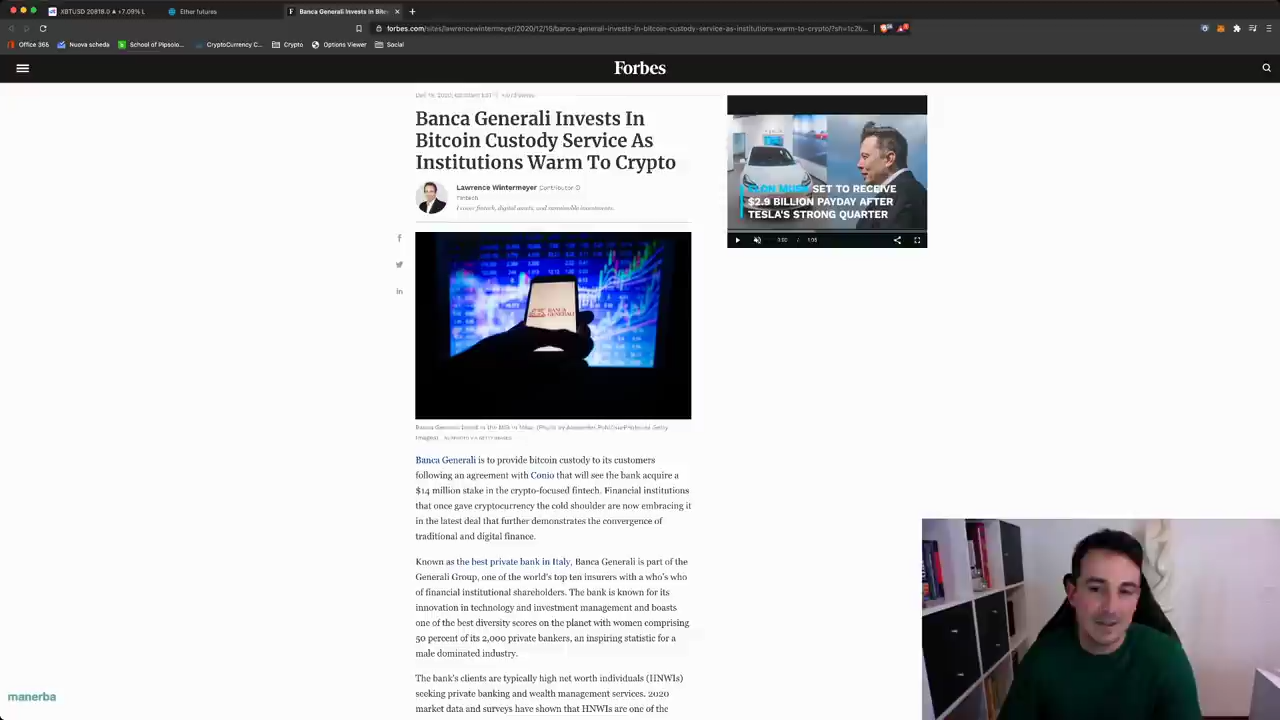 XBTUSD 20818.0 ▲ +7.09% L
Ether futures
Banca Generali Invests In Bitc
forbes.com/sites/lawrencewintermeyer/2020/12/15/banca-generali-invests-in-bitcoin-custody-service-as-institutions-warm-to-crypto/?sh=1c2b...
Office 365
Nuova scheda
School of Pipsolo...
CryptoCurrency C...
Crypto
Options Viewer
Social
Forbes
Banca Generali Invests In
Bitcoin Custody Service As
Institutions Warm To Crypto
Lawrence Wintermeyer Contributor
Fintech
I cover fintech, digital assets, and sustainable investments.
BANCA
GENERALI
ELON MUSK SET TO RECEIVE
$2.9 BILLION PAYDAY AFTER
TESLA'S STRONG QUARTER
0:00 / 1:05
Banca Generali is to provide bitcoin custody to its customers
following an agreement with Conio that will see the bank acquire a
$14 million stake in the crypto-focused fintech. Financial institutions
that once gave cryptocurrency the cold shoulder are now embracing it
in the latest deal that further demonstrates the convergence of
traditional and digital finance.
Known as the best private bank in Italy, Banca Generali is part of the
Generali Group, one of the world's top ten insurers with a who's who
of financial institutional shareholders. The bank is known for its
innovation in technology and investment management and boasts
one of the best diversity scores on the planet with women comprising
50 percent of its 2,000 private bankers, an inspiring statistic for a
male dominated industry.
The bank's clients are typically high net worth individuals (HNWIs)
seeking private banking and wealth management services. 2020
market data and surveys have shown that HNWIs are one of the
manerba